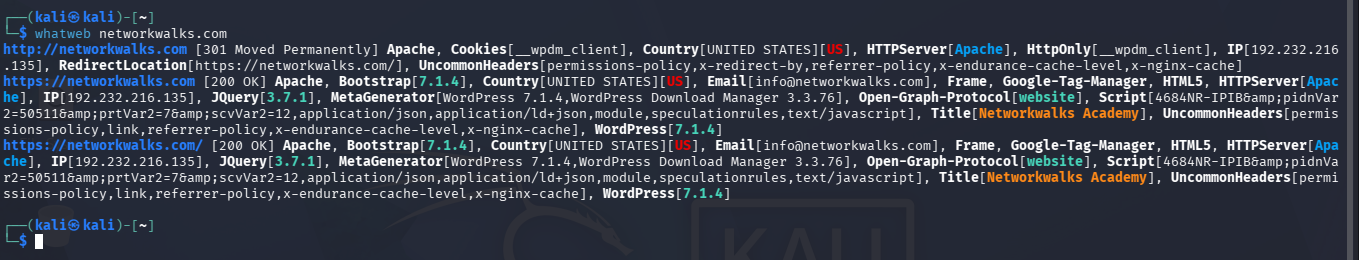 ┌──(kali㉿kali)-[~]
└─$ whatweb networkwalks.com
http://networkwalks.com [301 Moved Permanently] Apache, Cookies[__wpdm_client], Country[UNITED STATES][US], HTTPServer[Apache], HttpOnly[__wpdm_client], IP[192.232.216
.135], RedirectLocation[https://networkwalks.com/], UncommonHeaders[permissions-policy,x-redirect-by,referrer-policy,x-endurance-cache-level,x-nginx-cache]
https://networkwalks.com [200 OK] Apache, Bootstrap[7.1.4], Country[UNITED STATES][US], Email[info@networkwalks.com], Frame, Google-Tag-Manager, HTML5, HTTPServer[Apac
he], IP[192.232.216.135], JQuery[3.7.1], MetaGenerator[WordPress 7.1.4,WordPress Download Manager 3.3.76], Open-Graph-Protocol[website], Script[4684NR-IPIB&amp;pidnVar
2=50511&amp;prtVar2=7&amp;scvVar2=12,application/json,application/ld+json,module,speculationrules,text/javascript], Title[Networkwalks Academy], UncommonHeaders[permis
sions-policy,link,referrer-policy,x-endurance-cache-level,x-nginx-cache], WordPress[7.1.4]
https://networkwalks.com/ [200 OK] Apache, Bootstrap[7.1.4], Country[UNITED STATES][US], Email[info@networkwalks.com], Frame, Google-Tag-Manager, HTML5, HTTPServer[Apa
che], IP[192.232.216.135], JQuery[3.7.1], MetaGenerator[WordPress 7.1.4,WordPress Download Manager 3.3.76], Open-Graph-Protocol[website], Script[4684NR-IPIB&amp;pidnVa
r2=50511&amp;prtVar2=7&amp;scvVar2=12,application/json,application/ld+json,module,speculationrules,text/javascript], Title[Networkwalks Academy], UncommonHeaders[permi
ssions-policy,link,referrer-policy,x-endurance-cache-level,x-nginx-cache], WordPress[7.1.4]
┌──(kali㉿kali)-[~]
└─$
KALI